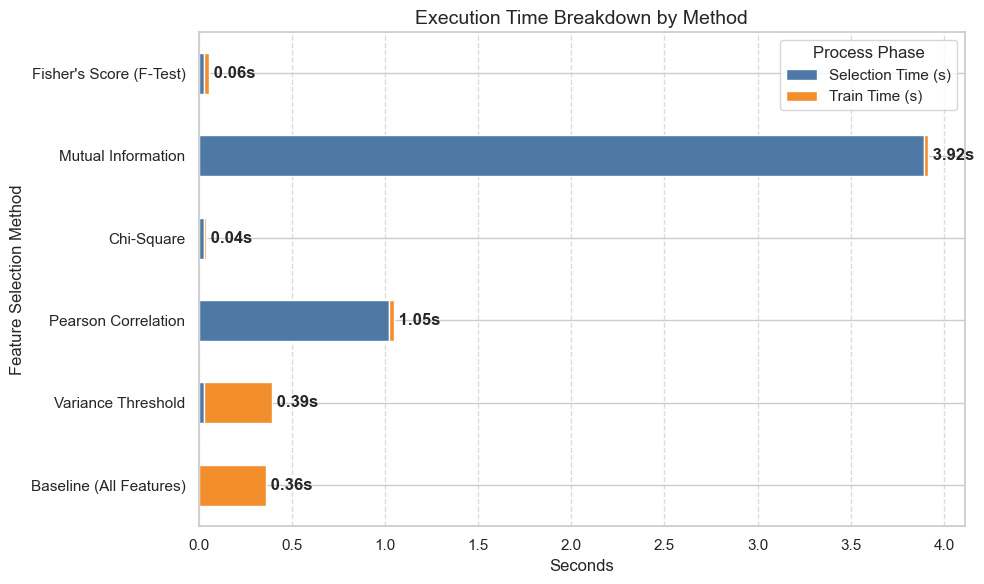 Execution Time Breakdown by Method
Process Phase
Selection Time (s)
Train Time (s)
Feature Selection Method
Fisher's Score (F-Test)
0.06s
Mutual Information
3.92s
Chi-Square
0.04s
Pearson Correlation
1.05s
Variance Threshold
0.39s
Baseline (All Features)
0.36s
0.0 0.5 1.0 1.5 2.0 2.5 3.0 3.5 4.0
Seconds